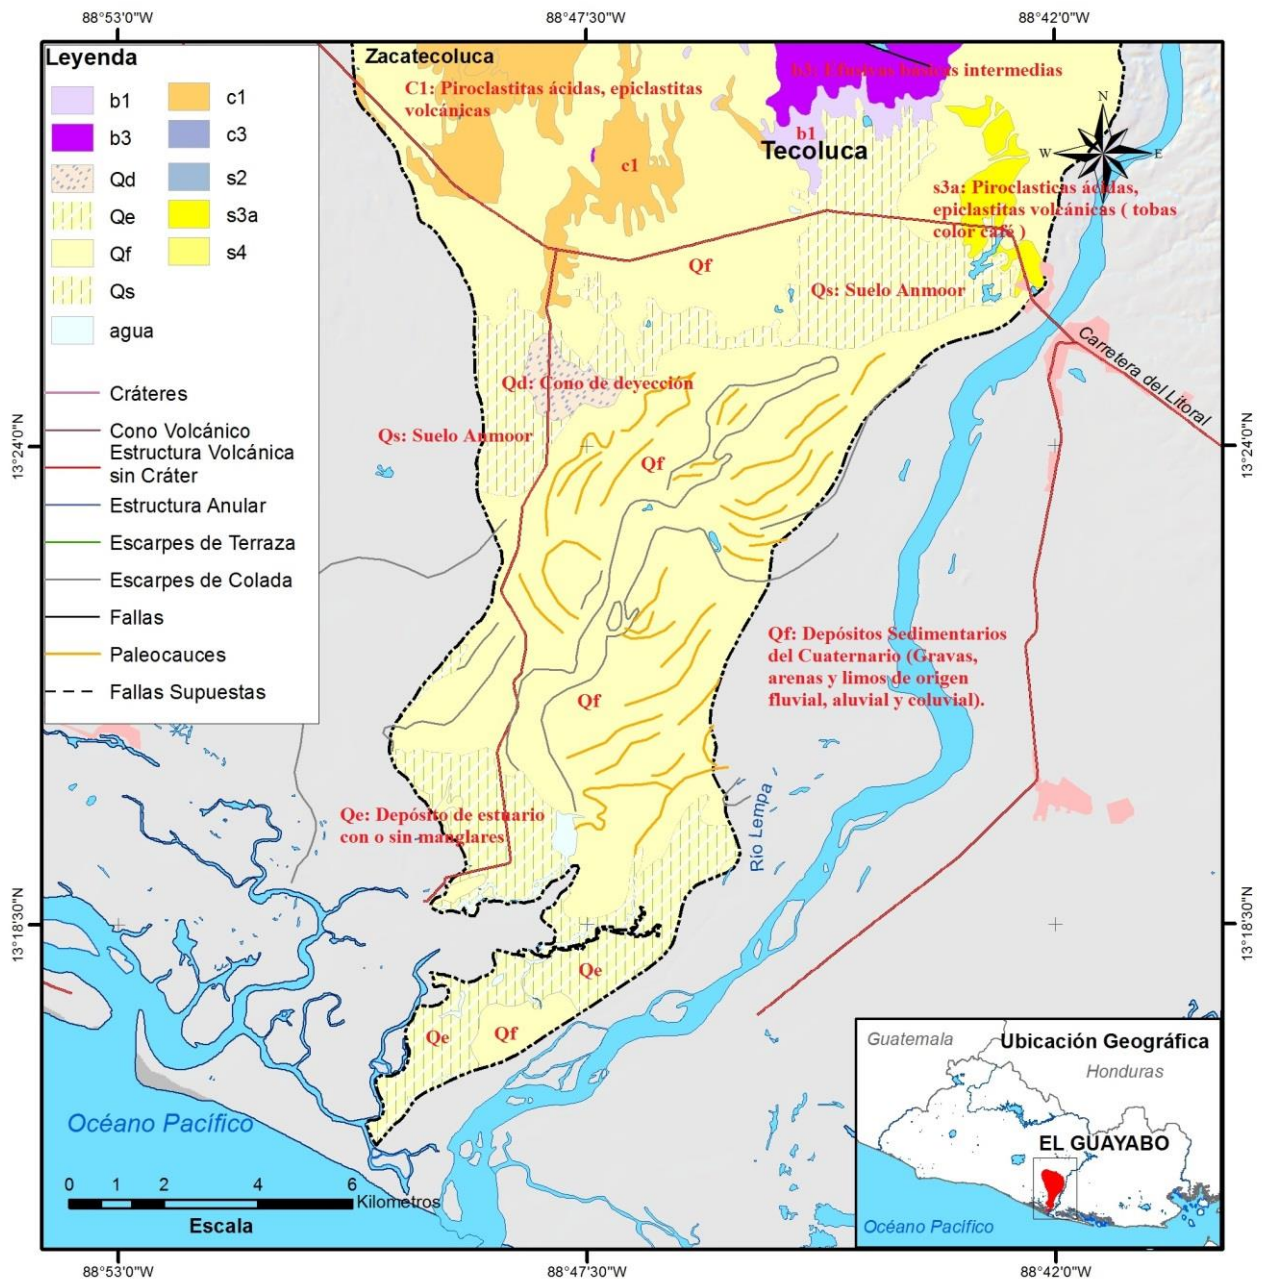 88°53'0"W
88°47'30"W
88°42'0"W
Leyenda
b1
b3
Qd
Qe
Qf
Qs
agua
c1
c3
s2
s3a
s4
Cráteres
Cono Volcánico
Estructura Volcánica
sin Cráter
Estructura Anular
Escarpes de Terraza
Escarpes de Colada
Fallas
Paleocauces
Fallas Supuestas
Zacatecoluca
C1: Piroclastitas ácidas, epiclastitas
volcánicas
b3: Efusivas básicas intermedias
b1
Tecoluca
c1
N
W
E
s3a: Piroclasticas ácidas,
epiclastitas volcánicas ( tobas
color café )
Qf
Qs: Suelo Anmoor
Carretera del Litoral
Qd: Cono de deyección
Qs: Suelo Anmoor
Qf
13°24'0"N
13°24'0"N
Qf: Depósitos Sedimentarios
del Cuaternario (Gravas,
arenas y limos de origen
fluvial, aluvial y coluvial).
Qf
Qe: Depósito de estuario
con o sin manglares
Río Lempa
13°18'30"N
13°18'30"N
Qe
Qe
Qf
Océano Pacífico
0 1 2 4 6
Kilometros
Escala
Guatemala
Ubicación Geográfica
Honduras
EL GUAYABO
Océano Pacífico
88°53'0"W
88°47'30"W
88°42'0"W